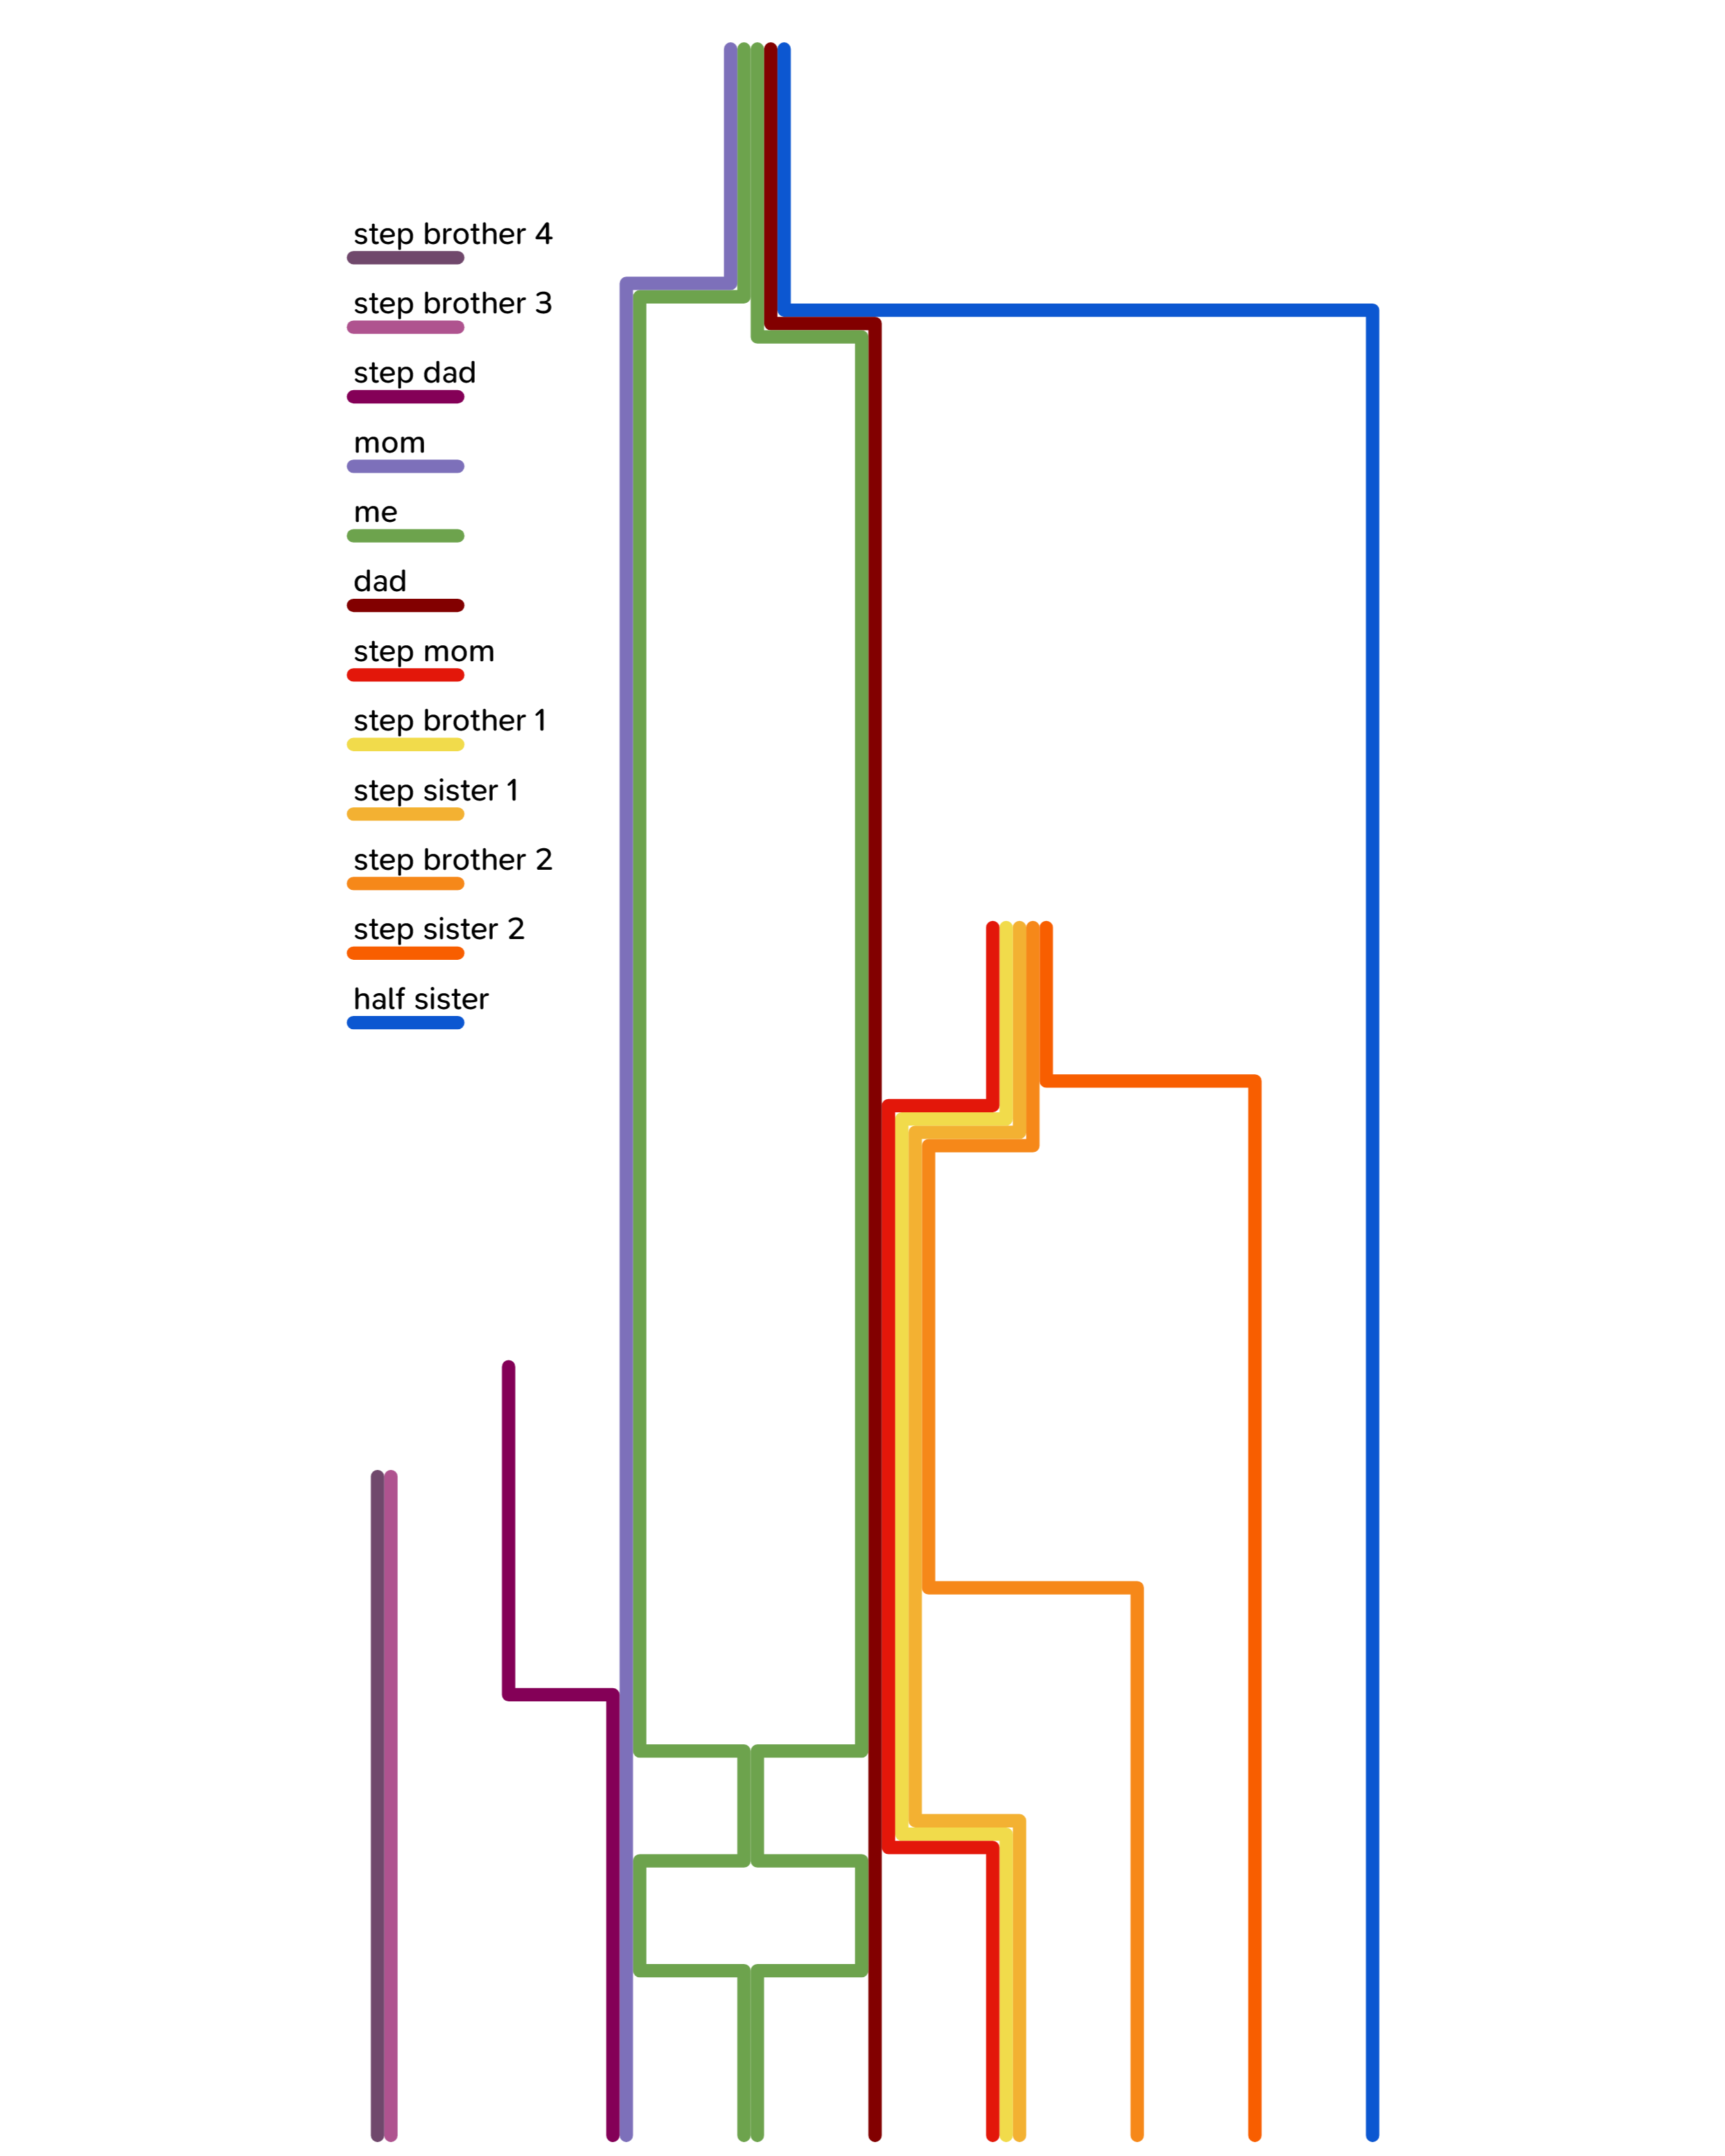 step brother 4
step brother 3
step dad
mom
me
dad
step mom
step brother 1
step sister 1
step brother 2
step sister 2
half sister